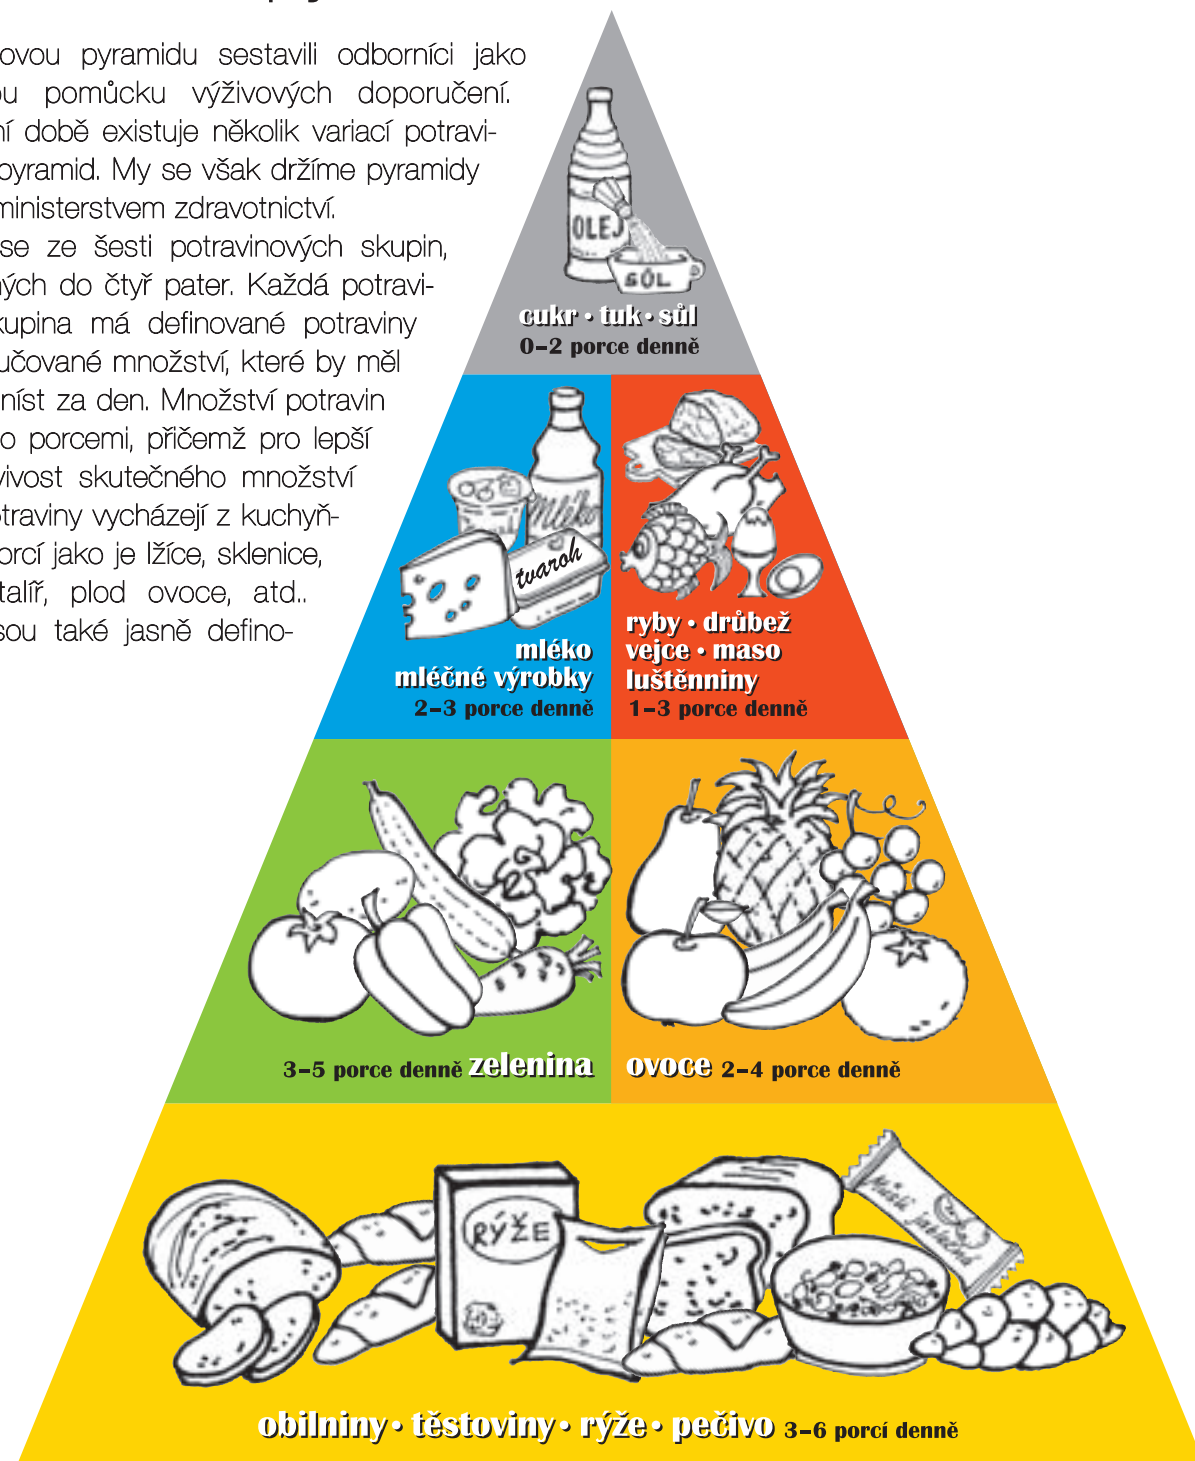 ovou pyramidu sestavili odborníci jako
ou pomůcku výživových doporučení.
ní době existuje několik variací potravi-
pyramid. My se však držíme pyramidy
ministerstvem zdravotnictví.
se ze šesti potravinových skupin,
ných do čtyř pater. Každá potravi-
kupina má definované potraviny
učované množství, které by měl
níst za den. Množství potravin
o porcemi, přičemž pro lepší
vivost skutečného množství
traviny vycházejí z kuchyň-
orcí jako je lžíce, sklenice,
talíř, plod ovoce, atd..
sou také jasně defino-
OLEJ
SŮL
cukr • tuk • sůl
0–2 porce denně
Mléko
tvaroh
mléko
mléčné výrobky
2–3 porce denně
ryby • drůbež
vejce • maso
luštěnniny
1–3 porce denně
3–5 porce denně zelenina
ovoce 2–4 porce denně
RÝŽE
Müsli jablečná
obilniny • těstoviny • rýže • pečivo 3–6 porcí denně